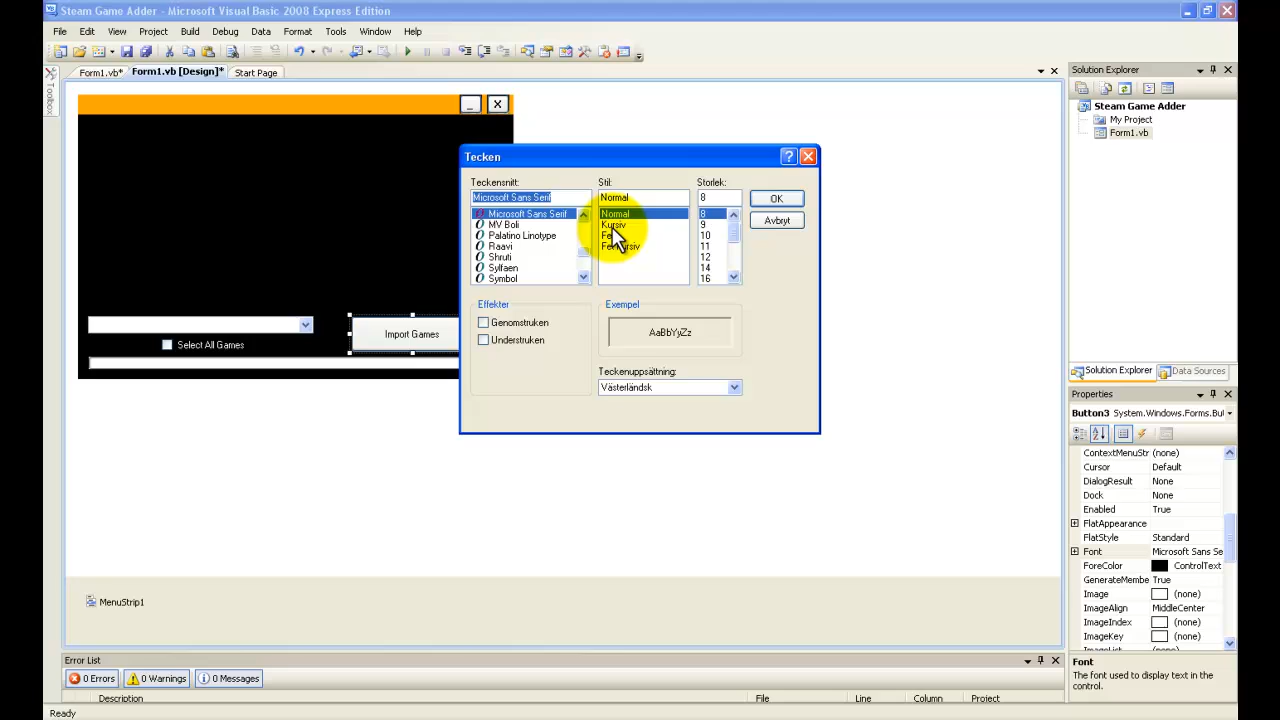 Steam Game Adder - Microsoft Visual Basic 2008 Express Edition
File Edit View Project Build Debug Data Format Tools Window Help
Form1.vb* Form1.vb [Design]* Start Page
Toolbox
_ X
Import Games
Select All Games
MenuStrip1
Tecken
Teckensnitt: Stil: Storlek:
Microsoft Sans Serif Normal 8 OK
Microsoft Sans Serif Normal 8
MV Boli Kursiv 9 Avbryt
Palatino Linotype 10
Raavi 11
Shruti 12
Sylfaen 14
Symbol 16
Effekter Exempel
Genomstruken AaBbYyZz
Understruken
Teckenuppsättning:
Västerländsk
Solution Explorer
Steam Game Adder
My Project
Form1.vb
Solution Explorer Data Sources
Properties
Button3 System.Windows.Forms.Bu
ContextMenuStr (none)
Cursor Default
DialogResult None
Dock None
Enabled True
FlatAppearance
FlatStyle Standard
Font Microsoft Sans Se
ForeColor ControlText
GenerateMembe True
Image (none)
ImageAlign MiddleCenter
ImageIndex (none)
ImageKey (none)
ImageList (none)
Font
The font used to display text in the
control.
Error List
0 Errors 0 Warnings 0 Messages
Description File Line Column Project
Ready